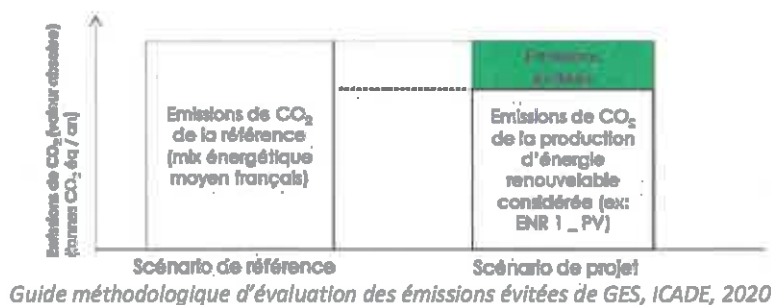 Emissions de CO₂ (valeur absolue)
(tonnes CO₂ éq / an)
Emissions de CO₂
de la référence
(mix énergétique
moyen français)
Emissions
évitées
Emissions de CO₂
de la production
d'énergie
renouvelable
considérée (ex:
ENR 1 _ PV)
Scénario de référence
Scénario de projet
Guide méthodologique d'évaluation des émissions évitées de GES, ICADE, 2020